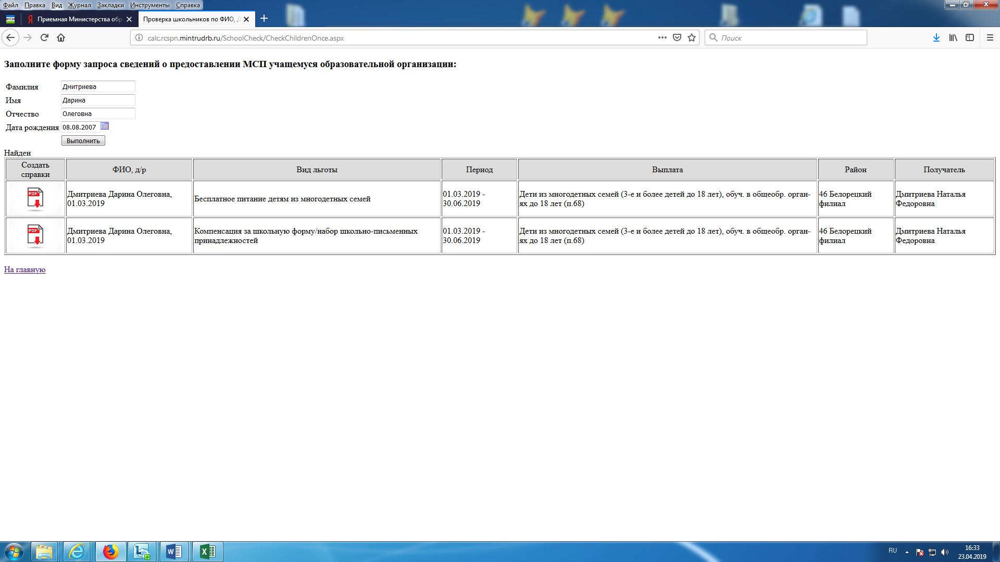 Файл Правка Вид Журнал Закладки Инструменты Справка
Приемная Министерства обр
Проверка школьников по ФИО, Д
calc.rcspn.mintrudrb.ru/SchoolCheck/CheckChildrenOnce.aspx
Поиск
Заполните форму запроса сведений о предоставлении МСП учащемуся образовательной организации:
Фамилия Дмитриева
Имя Дарина
Отчество Олеговна
Дата рождения 08.08.2007
Выполнить
Найден
Создать справки ФИО, д/р Вид льготы Период Выплата Район Получатель
PDF Дмитриева Дарина Олеговна, 01.03.2019 Бесплатное питание детям из многодетных семей 01.03.2019 - 30.06.2019 Дети из многодетных семей (3-е и более детей до 18 лет), обуч. в общеобр. орган-ях до 18 лет (п.68) 46 Белорецкий филиал Дмитриева Наталья Федоровна
PDF Дмитриева Дарина Олеговна, 01.03.2019 Компенсация за школьную форму/набор школьно-письменных принадлежностей 01.03.2019 - 30.06.2019 Дети из многодетных семей (3-е и более детей до 18 лет), обуч. в общеобр. орган-ях до 18 лет (п.68) 46 Белорецкий филиал Дмитриева Наталья Федоровна
На главную
RU
16:33
23.04.2019